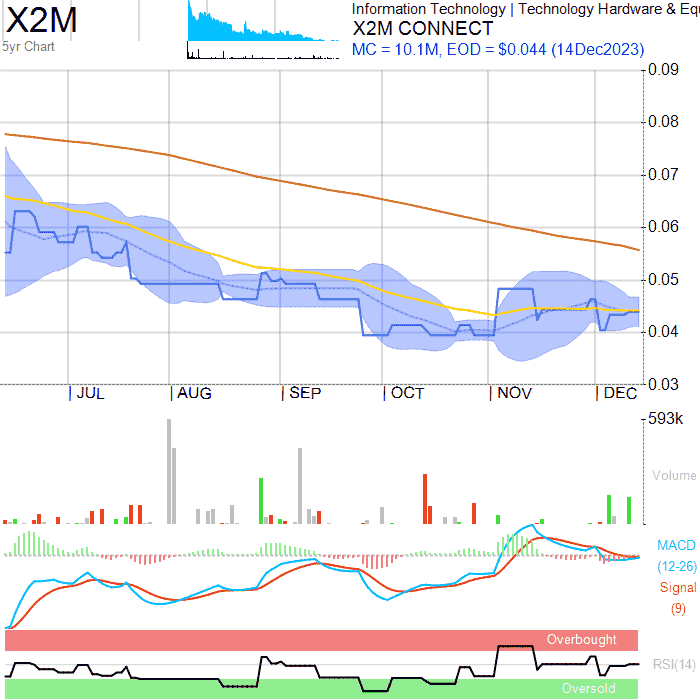 X2M
5yr Chart
Information Technology | Technology Hardware & Equ
X2M CONNECT
MC = 10.1M, EOD = $0.044 (14Dec2023)
0.09
0.08
0.07
0.06
0.05
0.04
0.03
| JUL | AUG | SEP | OCT | NOV | DEC
593k
Volume
MACD
(12-26)
Signal
(9)
Overbought
RSI(14)
Oversold